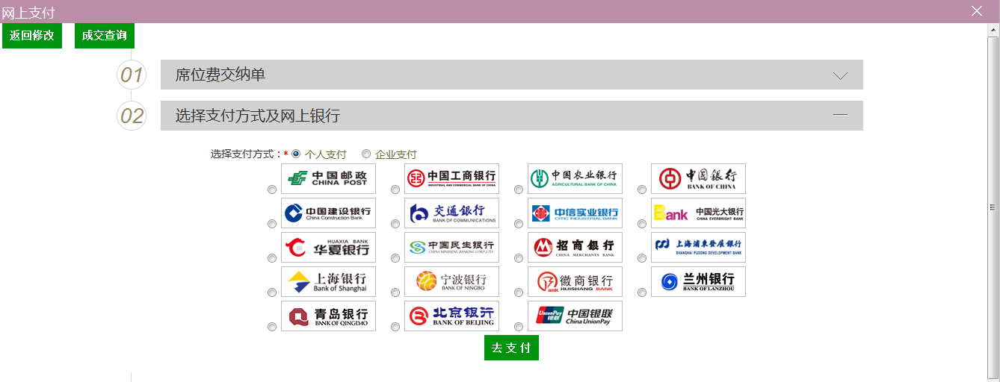 网上支付
返回修改 成交查询
01 席位费交纳单
02 选择支付方式及网上银行
选择支付方式：* 个人支付 企业支付
中国邮政 中国工商银行 中国农业银行 中国银行
CHINA POST INDUSTRIAL AND COMMERCIAL BANK OF CHINA AGRICULTURAL BANK OF CHINA BANK OF CHINA
中国建设银行 交通银行 中信实业银行 Bank 中国光大银行
China Construction Bank BANK OF COMMUNICATIONS CITIC INDUSTRIAL BANK CHINA EVERBRIGHT BANK
HUAXIA BANK 中国民生银行 招商银行 上海浦东發展銀行
华夏银行 CHINA MINSHENG BANKING CORP.,LTD CHINA MERCHANTS BANK SHANGHAI PUDONG DEVELOPMENT BANK
上海银行 宁波银行 徽商银行 兰州银行
Bank of Shanghai BANK OF NINGBO Bank HUISHANG BANK BANK OF LANZHOU
青岛银行 北京银行 UnionPay 银联 中国银联
BANK OF QINGDAO BANK OF BEIJING China UnionPay
去 支 付